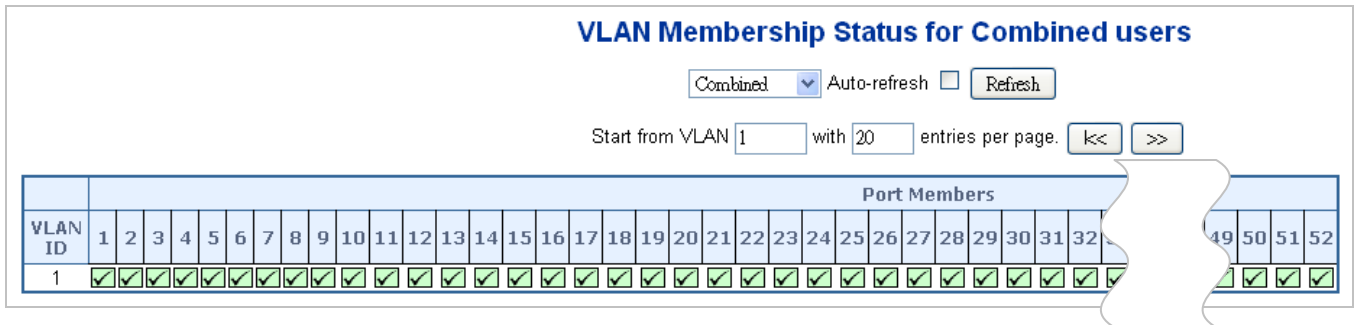 VLAN Membership Status for Combined users
Combined Auto-refresh Refresh
Start from VLAN 1 with 20 entries per page. |<< >>
Port Members
VLAN ID 1 2 3 4 5 6 7 8 9 10 11 12 13 14 15 16 17 18 19 20 21 22 23 24 25 26 27 28 29 30 31 32 49 50 51 52
1